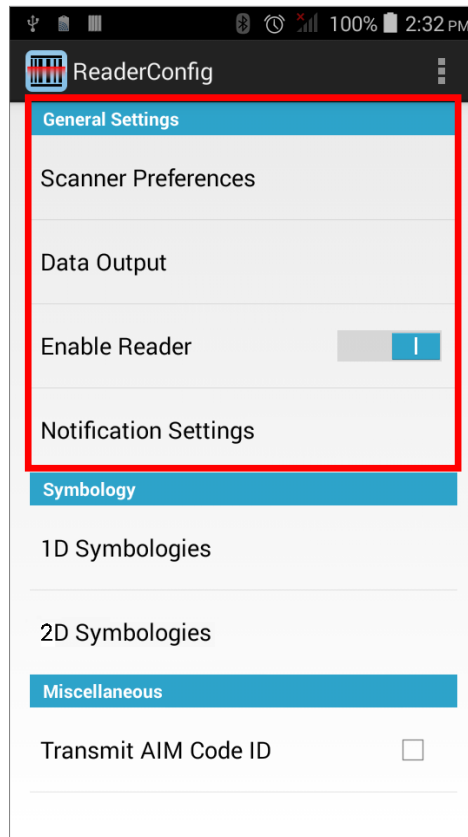 100% 2:32 PM
ReaderConfig
General Settings
Scanner Preferences
Data Output
Enable Reader
Notification Settings
Symbology
1D Symbologies
2D Symbologies
Miscellaneous
Transmit AIM Code ID